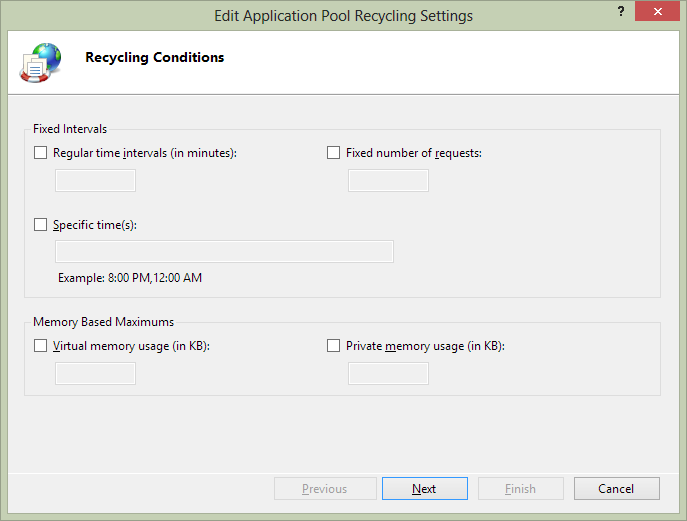 Edit Application Pool Recycling Settings
?
Recycling Conditions
Fixed Intervals
Regular time intervals (in minutes):
Fixed number of requests:
Specific time(s):
Example: 8:00 PM,12:00 AM
Memory Based Maximums
Virtual memory usage (in KB):
Private memory usage (in KB):
Previous
Next
Finish
Cancel